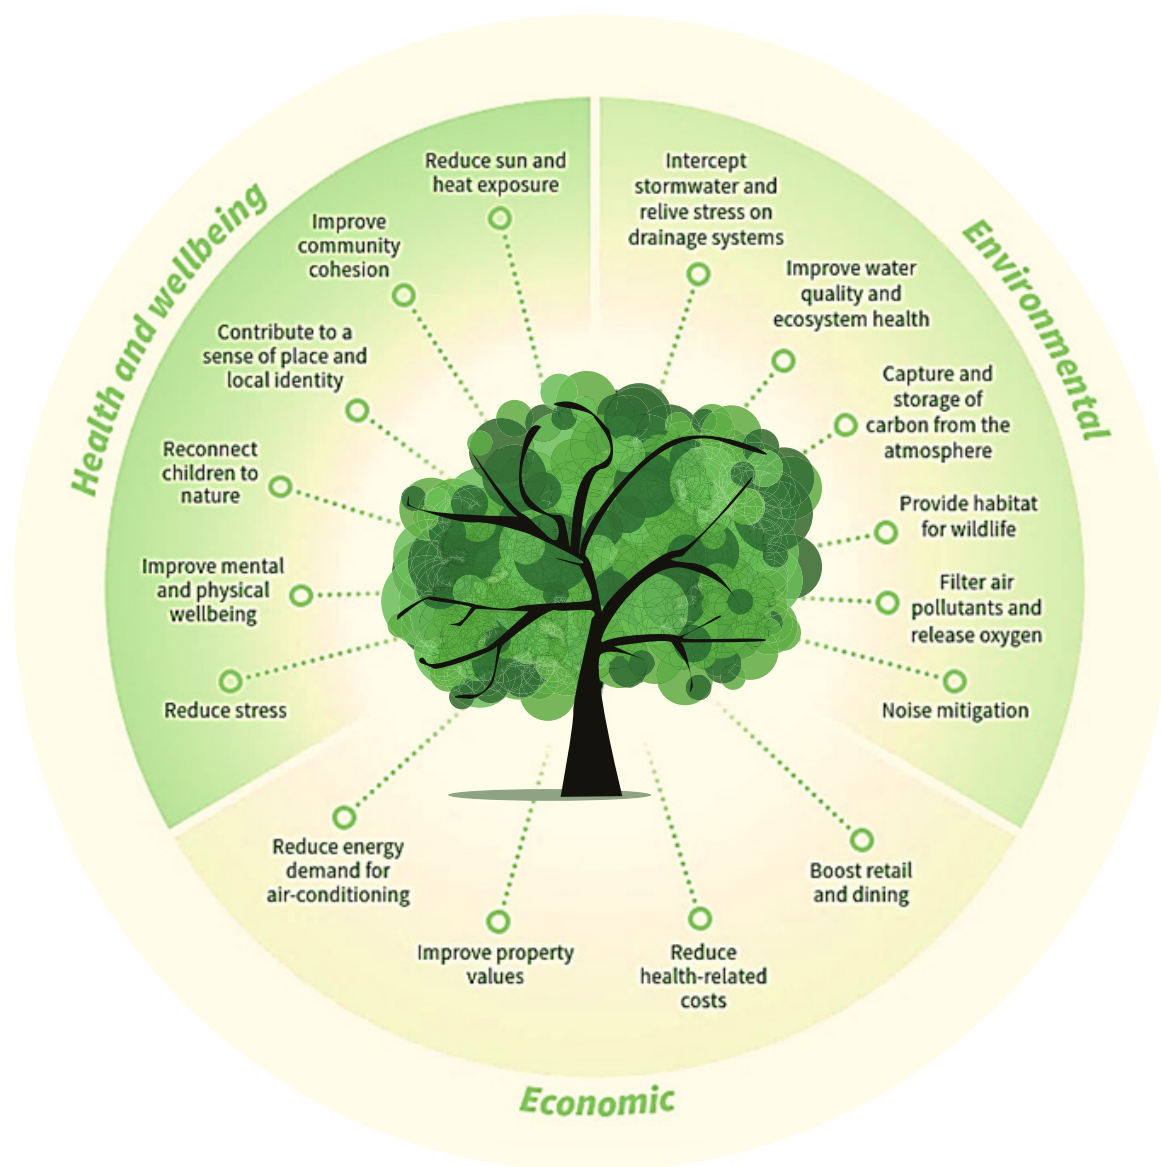 Health and wellbeing
Reduce sun and
heat exposure
Improve
community
cohesion
Contribute to a
sense of place and
local identity
Reconnect
children to
nature
Improve mental
and physical
wellbeing
Reduce stress
Environmental
Intercept
stormwater and
relive stress on
drainage systems
Improve water
quality and
ecosystem health
Capture and
storage of
carbon from the
atmosphere
Provide habitat
for wildlife
Filter air
pollutants and
release oxygen
Noise mitigation
Reduce energy
demand for
air-conditioning
Improve property
values
Reduce
health-related
costs
Boost retail
and dining
Economic